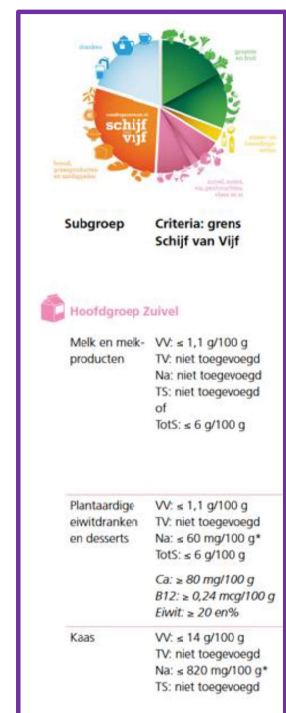 dranken
groente
en fruit
voedingscentrum.nl
schijf
vijf
brood,
graanproducten
en aardappelen
zuivel, noten,
vis, peulvruchten,
vlees en ei
Subgroep Criteria: grens
Schijf van Vijf
Hoofdgroep Zuivel
Melk en melk- VV: ≤ 1,1 g/100 g
producten TV: niet toegevoegd
Na: niet toegevoegd
TS: niet toegevoegd
of
TotS: ≤ 6 g/100 g
Plantaardige VV: ≤ 1,1 g/100 g
eiwitdranken TV: niet toegevoegd
en desserts Na: ≤ 60 mg/100 g*
TotS: ≤ 6 g/100 g
Ca: ≥ 80 mg/100 g
B12: ≥ 0,24 mcg/100 g
Eiwit: ≥ 20 en%
Kaas VV: ≤ 14 g/100 g
TV: niet toegevoegd
Na: ≤ 820 mg/100 g*
TS: niet toegevoegd